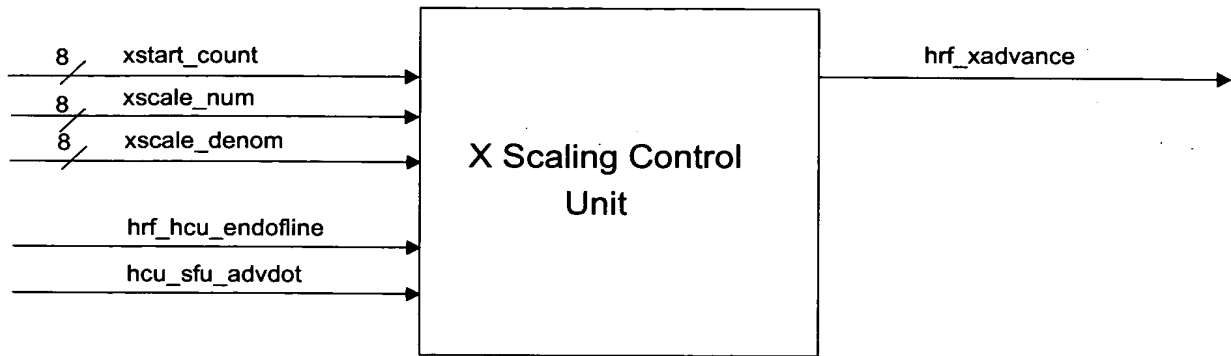 8 xstart_count
hrf_xadvance
8 xscale_num
8 xscale_denom
X Scaling Control
Unit
hrf_hcu_endofline
hcu_sfu_advdot